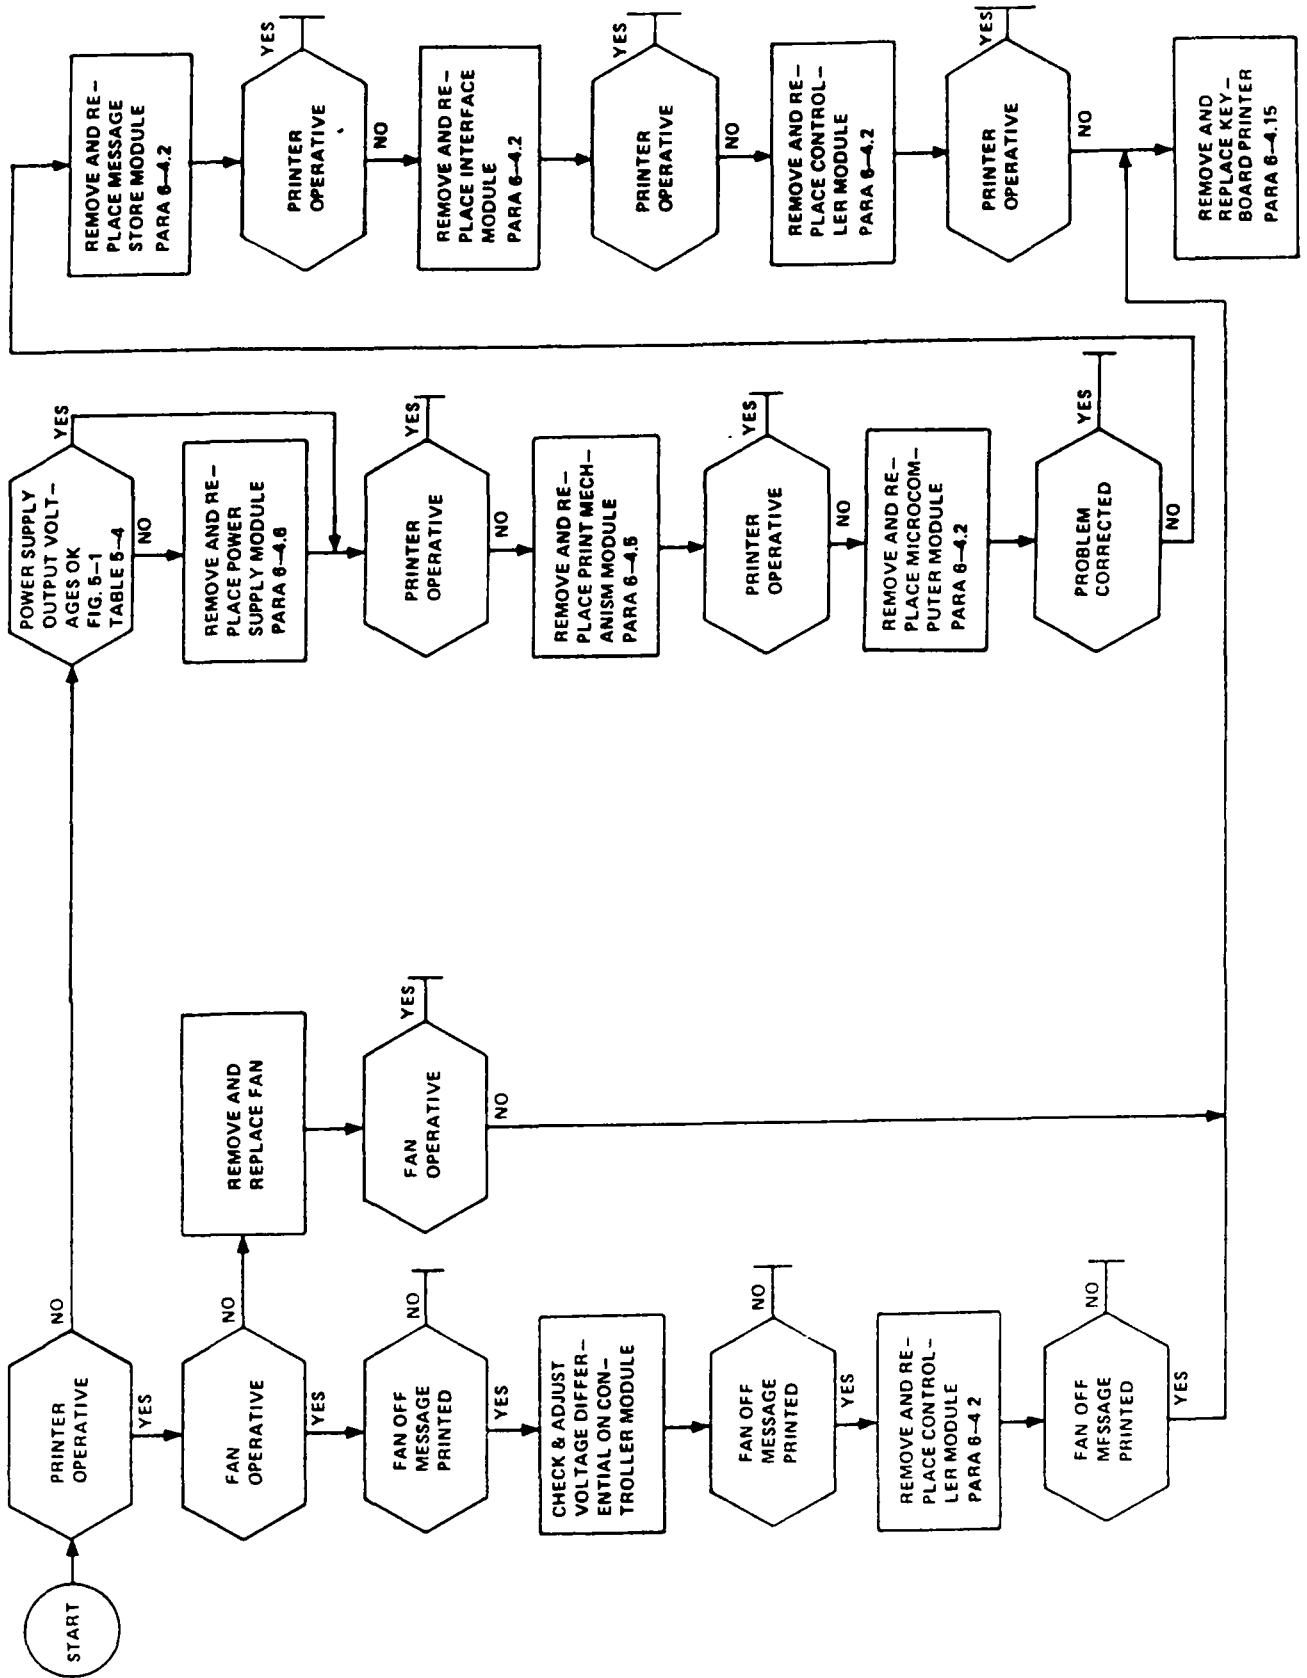 START
PRINTER
OPERATIVE
NO
YES
FAN
OPERATIVE
NO
YES
FAN OFF
MESSAGE
PRINTED
NO
YES
CHECK & ADJUST
VOLTAGE DIFFER-
ENTIAL ON CON-
TROLLER MODULE
FAN OFF
MESSAGE
PRINTED
NO
YES
REMOVE AND RE-
PLACE CONTROL-
LER MODULE
PARA 6-4 2
FAN OFF
MESSAGE
PRINTED
NO
YES
REMOVE AND
REPLACE FAN
FAN
OPERATIVE
YES
NO
POWER SUPPLY
OUTPUT VOLT-
AGES OK
FIG. 5-1
TABLE 5-4
YES
NO
REMOVE AND RE-
PLACE POWER
SUPPLY MODULE
PARA 6-4.6
PRINTER
OPERATIVE
YES
NO
REMOVE AND RE-
PLACE PRINT MECH-
ANISM MODULE
PARA 6-4.5
PRINTER
OPERATIVE
YES
NO
REMOVE AND RE-
PLACE MICROCOM-
PUTER MODULE
PARA 6-4.2
PROBLEM
CORRECTED
YES
NO
REMOVE AND RE-
PLACE MESSAGE
STORE MODULE
PARA 6-4.2
PRINTER
OPERATIVE
YES
NO
REMOVE AND RE-
PLACE INTERFACE
MODULE
PARA 6-4.2
PRINTER
OPERATIVE
YES
NO
REMOVE AND RE-
PLACE CONTROL-
LER MODULE
PARA 6-4.2
PRINTER
OPERATIVE
YES
NO
REMOVE AND
REPLACE KEY-
BOARD PRINTER
PARA 6-4.15